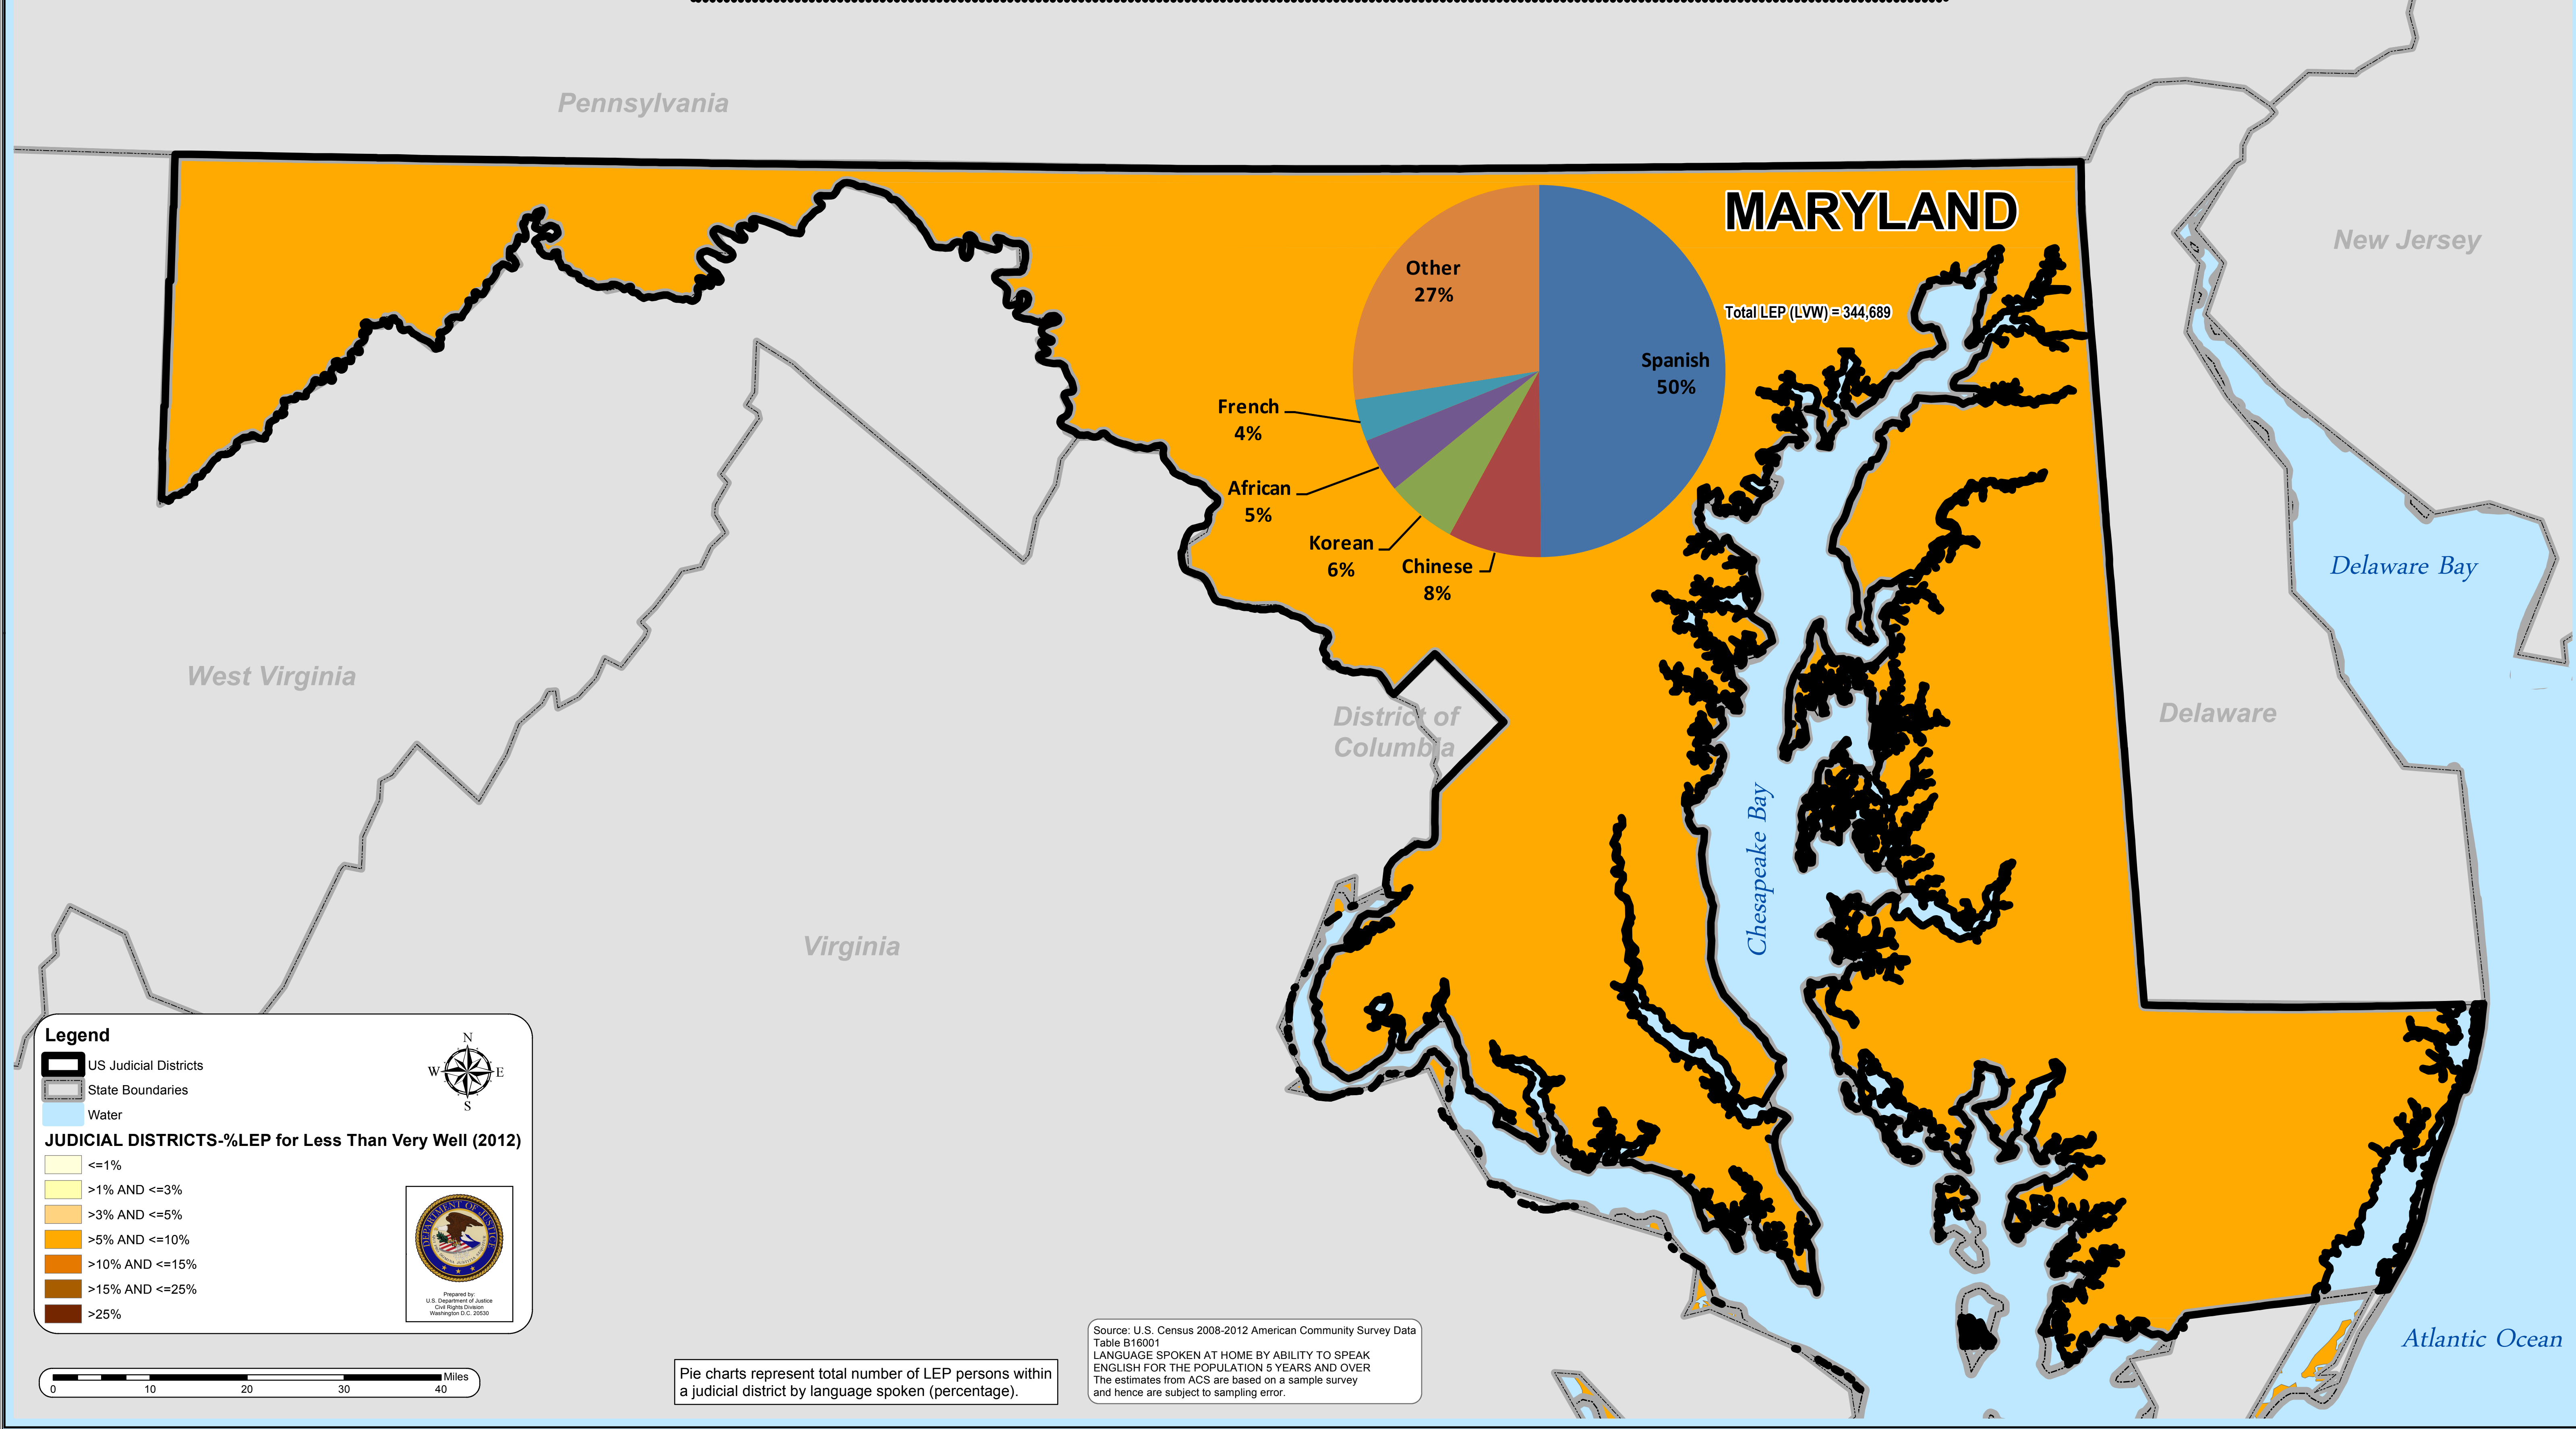 Pennsylvania
MARYLAND
New Jersey
Other
27%
Total LEP (LVW) = 344,689
Spanish
50%
French
4%
African
5%
Korean
6%
Chinese
8%
Delaware Bay
West Virginia
District of
Columbia
Delaware
Chesapeake Bay
Virginia
Legend
US Judicial Districts
State Boundaries
Water
N
W
E
S
JUDICIAL DISTRICTS-%LEP for Less Than Very Well (2012)
<=1%
>1% AND <=3%
>3% AND <=5%
>5% AND <=10%
>10% AND <=15%
>15% AND <=25%
>25%
DEPARTMENT OF JUSTICE
Prepared by:
U.S. Department of Justice
Civil Rights Division
Washington D.C. 20530
Miles
0 10 20 30 40
Pie charts represent total number of LEP persons within
a judicial district by language spoken (percentage).
Source: U.S. Census 2008-2012 American Community Survey Data
Table B16001
LANGUAGE SPOKEN AT HOME BY ABILITY TO SPEAK
ENGLISH FOR THE POPULATION 5 YEARS AND OVER
The estimates from ACS are based on a sample survey
and hence are subject to sampling error.
Atlantic Ocean